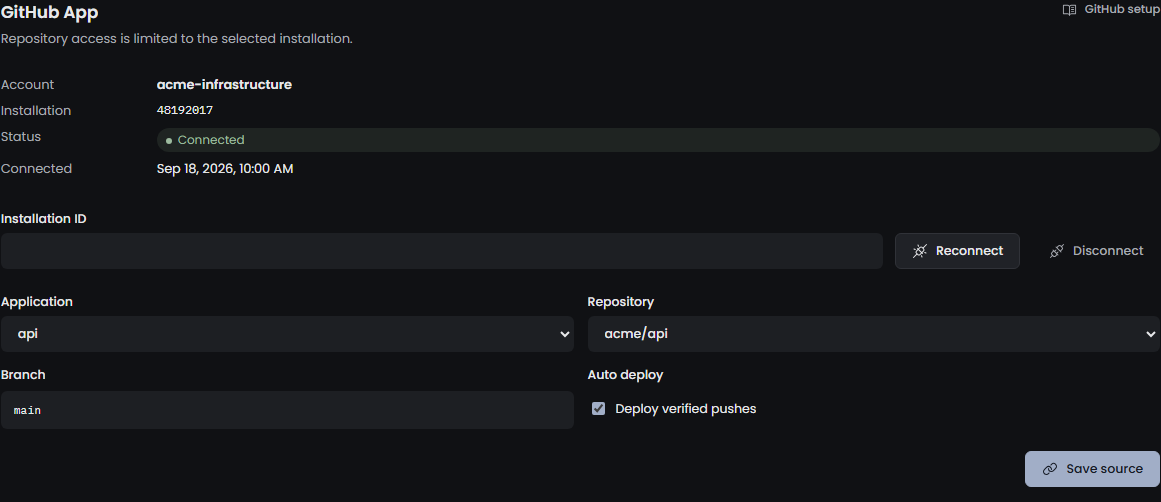 GitHub App
GitHub setup
Repository access is limited to the selected installation.
Account acme-infrastructure
Installation 48192017
Status Connected
Connected Sep 18, 2026, 10:00 AM
Installation ID
Reconnect Disconnect
Application Repository
api acme/api
Branch Auto deploy
main Deploy verified pushes
Save source